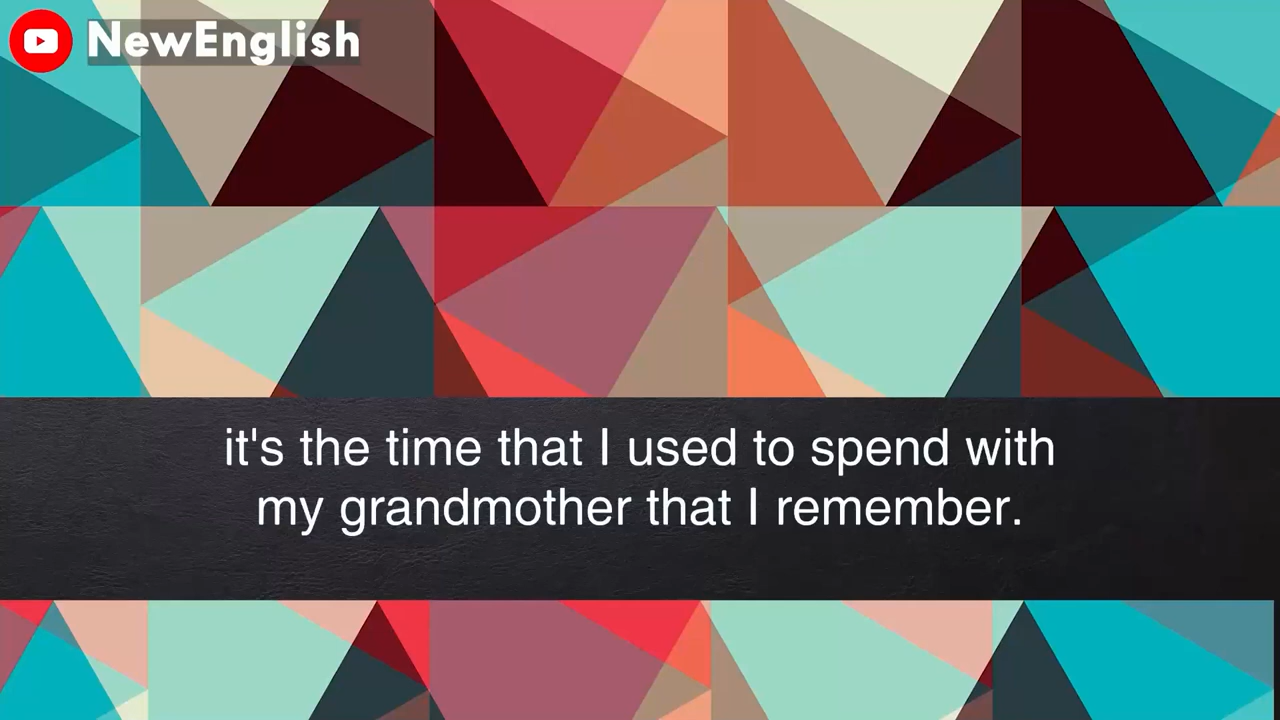 NewEnglish
it's the time that I used to spend with
my grandmother that I remember.